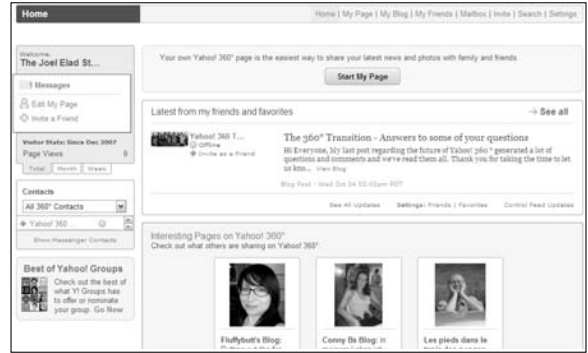 Home
Home | My Page | My Blog | My Friends | Mailbox | Invite | Search | Settings
Welcome,
The Joel Elad St...
1 Messages
Edit My Page
Invite a Friend
Visitor Stats: Since Dec 2007
Page Views 0
Total Month Week
Contacts
All 360° Contacts
Yahoo! 360 ...
Show Messenger Contacts
Best of Yahoo! Groups
Check out the best of
what Y! Groups has
to offer or nominate
your group. Go Now
Your own Yahoo! 360° page is the easiest way to share your latest news and photos with family and friends.
Start My Page
Latest from my friends and favorites
→ See all
Yahoo! 360 T...
Offline
Invite as a Friend
The 360° Transition - Answers to some of your questions
Hi Everyone, My last post regarding the future of Yahoo! 360° generated a lot of
questions and comments and we've read them all. Thank you for taking the time to let
us kno... View Blog
Blog Post - Wed Oct 24 02:02am PDT
See All Updates Settings: Friends | Favorites Control Feed Updates
Interesting Pages on Yahoo! 360°
Check out what others are sharing on Yahoo! 360°.
Fluffybutt's Blog:
Conny Bs Blog: in
Les pieds dans le